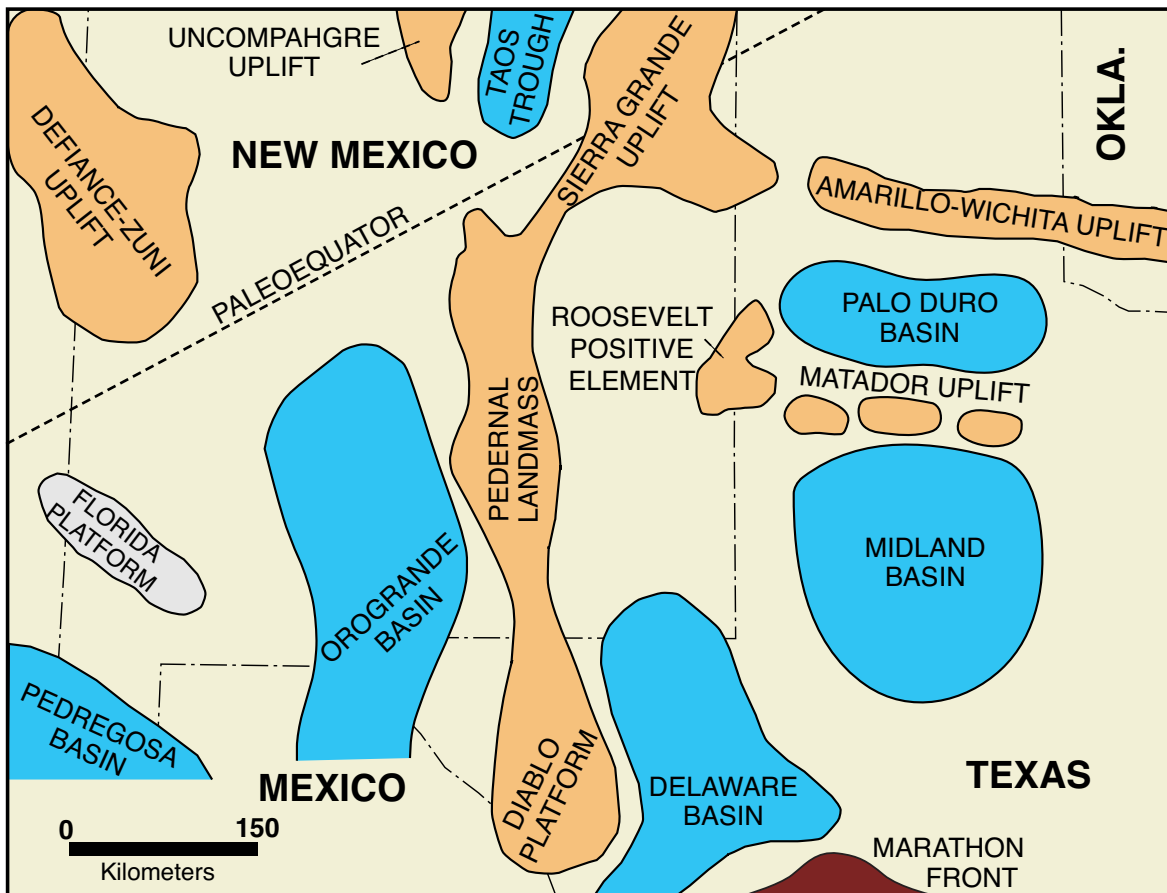 UNCOMPAHGRE
UPLIFT
TAOS
TROUGH
SIERRA GRANDE
UPLIFT
OKLA.
DEFIANCE-ZUNI
UPLIFT
NEW MEXICO
AMARILLO-WICHITA UPLIFT
PALEOEQUATOR
ROOSEVELT
POSITIVE
ELEMENT
PALO DURO
BASIN
MATADOR UPLIFT
PEDERNAL
LANDMASS
FLORIDA
PLATFORM
OROGRANDE
BASIN
MIDLAND
BASIN
PEDREGOSA
BASIN
MEXICO
DIABLO
PLATFORM
DELAWARE
BASIN
TEXAS
0 150
Kilometers
MARATHON
FRONT